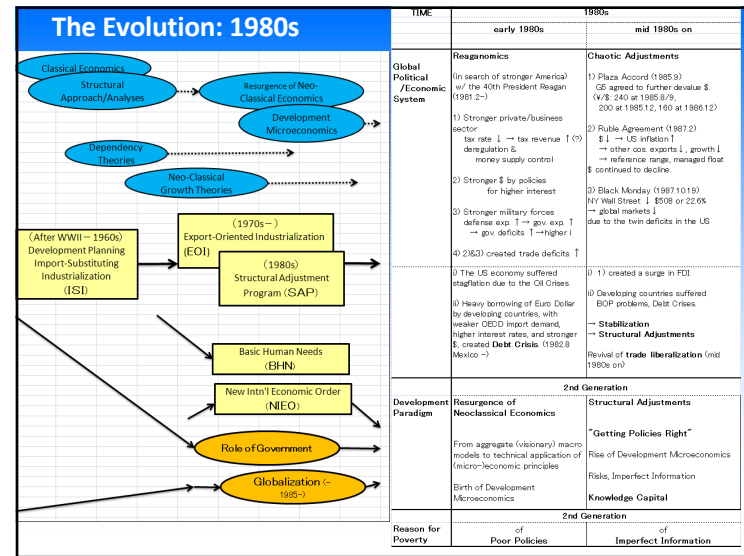 The Evolution: 1980s
Classical Economics
Structural
Approach/Analyses
Resurgence of Neo-
Classical Economics
Development
Microeconomics
Dependency
Theories
Neo-Classical
Growth Theories
(After WWII – 1960s)
Development Planning
Import-Substituting
Industrialization
(ISI)
(1970s－)
Export-Oriented Industrialization
(EOI)
(1980s)
Structural Adjustment
Program (SAP)
Basic Human Needs
(BHN)
New Intn'l Economic Order
(NIEO)
Role of Government
Globalization (-
1985-)
TIME
1980s
early 1980s
mid 1980s on
Global
Political
/Economic
System
Reaganomics
(in search of stronger America)
w/ the 40th President Reagan
(1981.2-)
1) Stronger private/business
sector
tax rate ↓ → tax revenue ↑ (?)
deregulation &
money supply control
2) Stronger $ by policies
for higher interest
3) Stronger military forces
defense exp. ↑→ gov. exp. ↑
→ gov. deficits ↑ →higher i
4) 2)&3) created trade deficits ↑
Chaotic Adjustments
1) Plaza Accord (1985.9)
G5 agreed to further devalue $.
(¥/$: 240 at 1985.8/9,
200 at 1985.12, 160 at 1986.12)
2) Ruble Agreement (1987.2)
$↓ → US inflation↑
→ other cos. exports↓, growth↓
→ reference range, managed float
$ continued to decline.
3) Black Monday (1987.10.19)
NY Wall Street ↓ $508 or 22.6%
→ global markets↓
due to the twin deficits in the US
i) The US economy suffered
stagflation due to the Oil Crises.
ii) Heavy borrowing of Euro Dollar
by developing countries, with
weaker OECD import demand,
higher interest rates, and stronger
$, created Debt Crisis. (1982.8
Mexico -)
i) 1) created a surge in FDI.
ii) Developing countries suffered
BOP problems, Debt Crises.
→ Stabilization
→ Structural Adjustments
Revival of trade liberalization (mid
1980s on)
2nd Generation
Development
Paradigm
Resurgence of
Neoclassical Economics
From aggregate (visionary) macro
models to technical application of
(micro-)economic principles
Birth of Development
Microeconomics
Structural Adjustments
"Getting Policies Right"
Rise of Development Microeconomics
Risks, Imperfect Information
Knowledge Capital
2nd Generation
Reason for
Poverty
of
Poor Policies
of
Imperfect Information